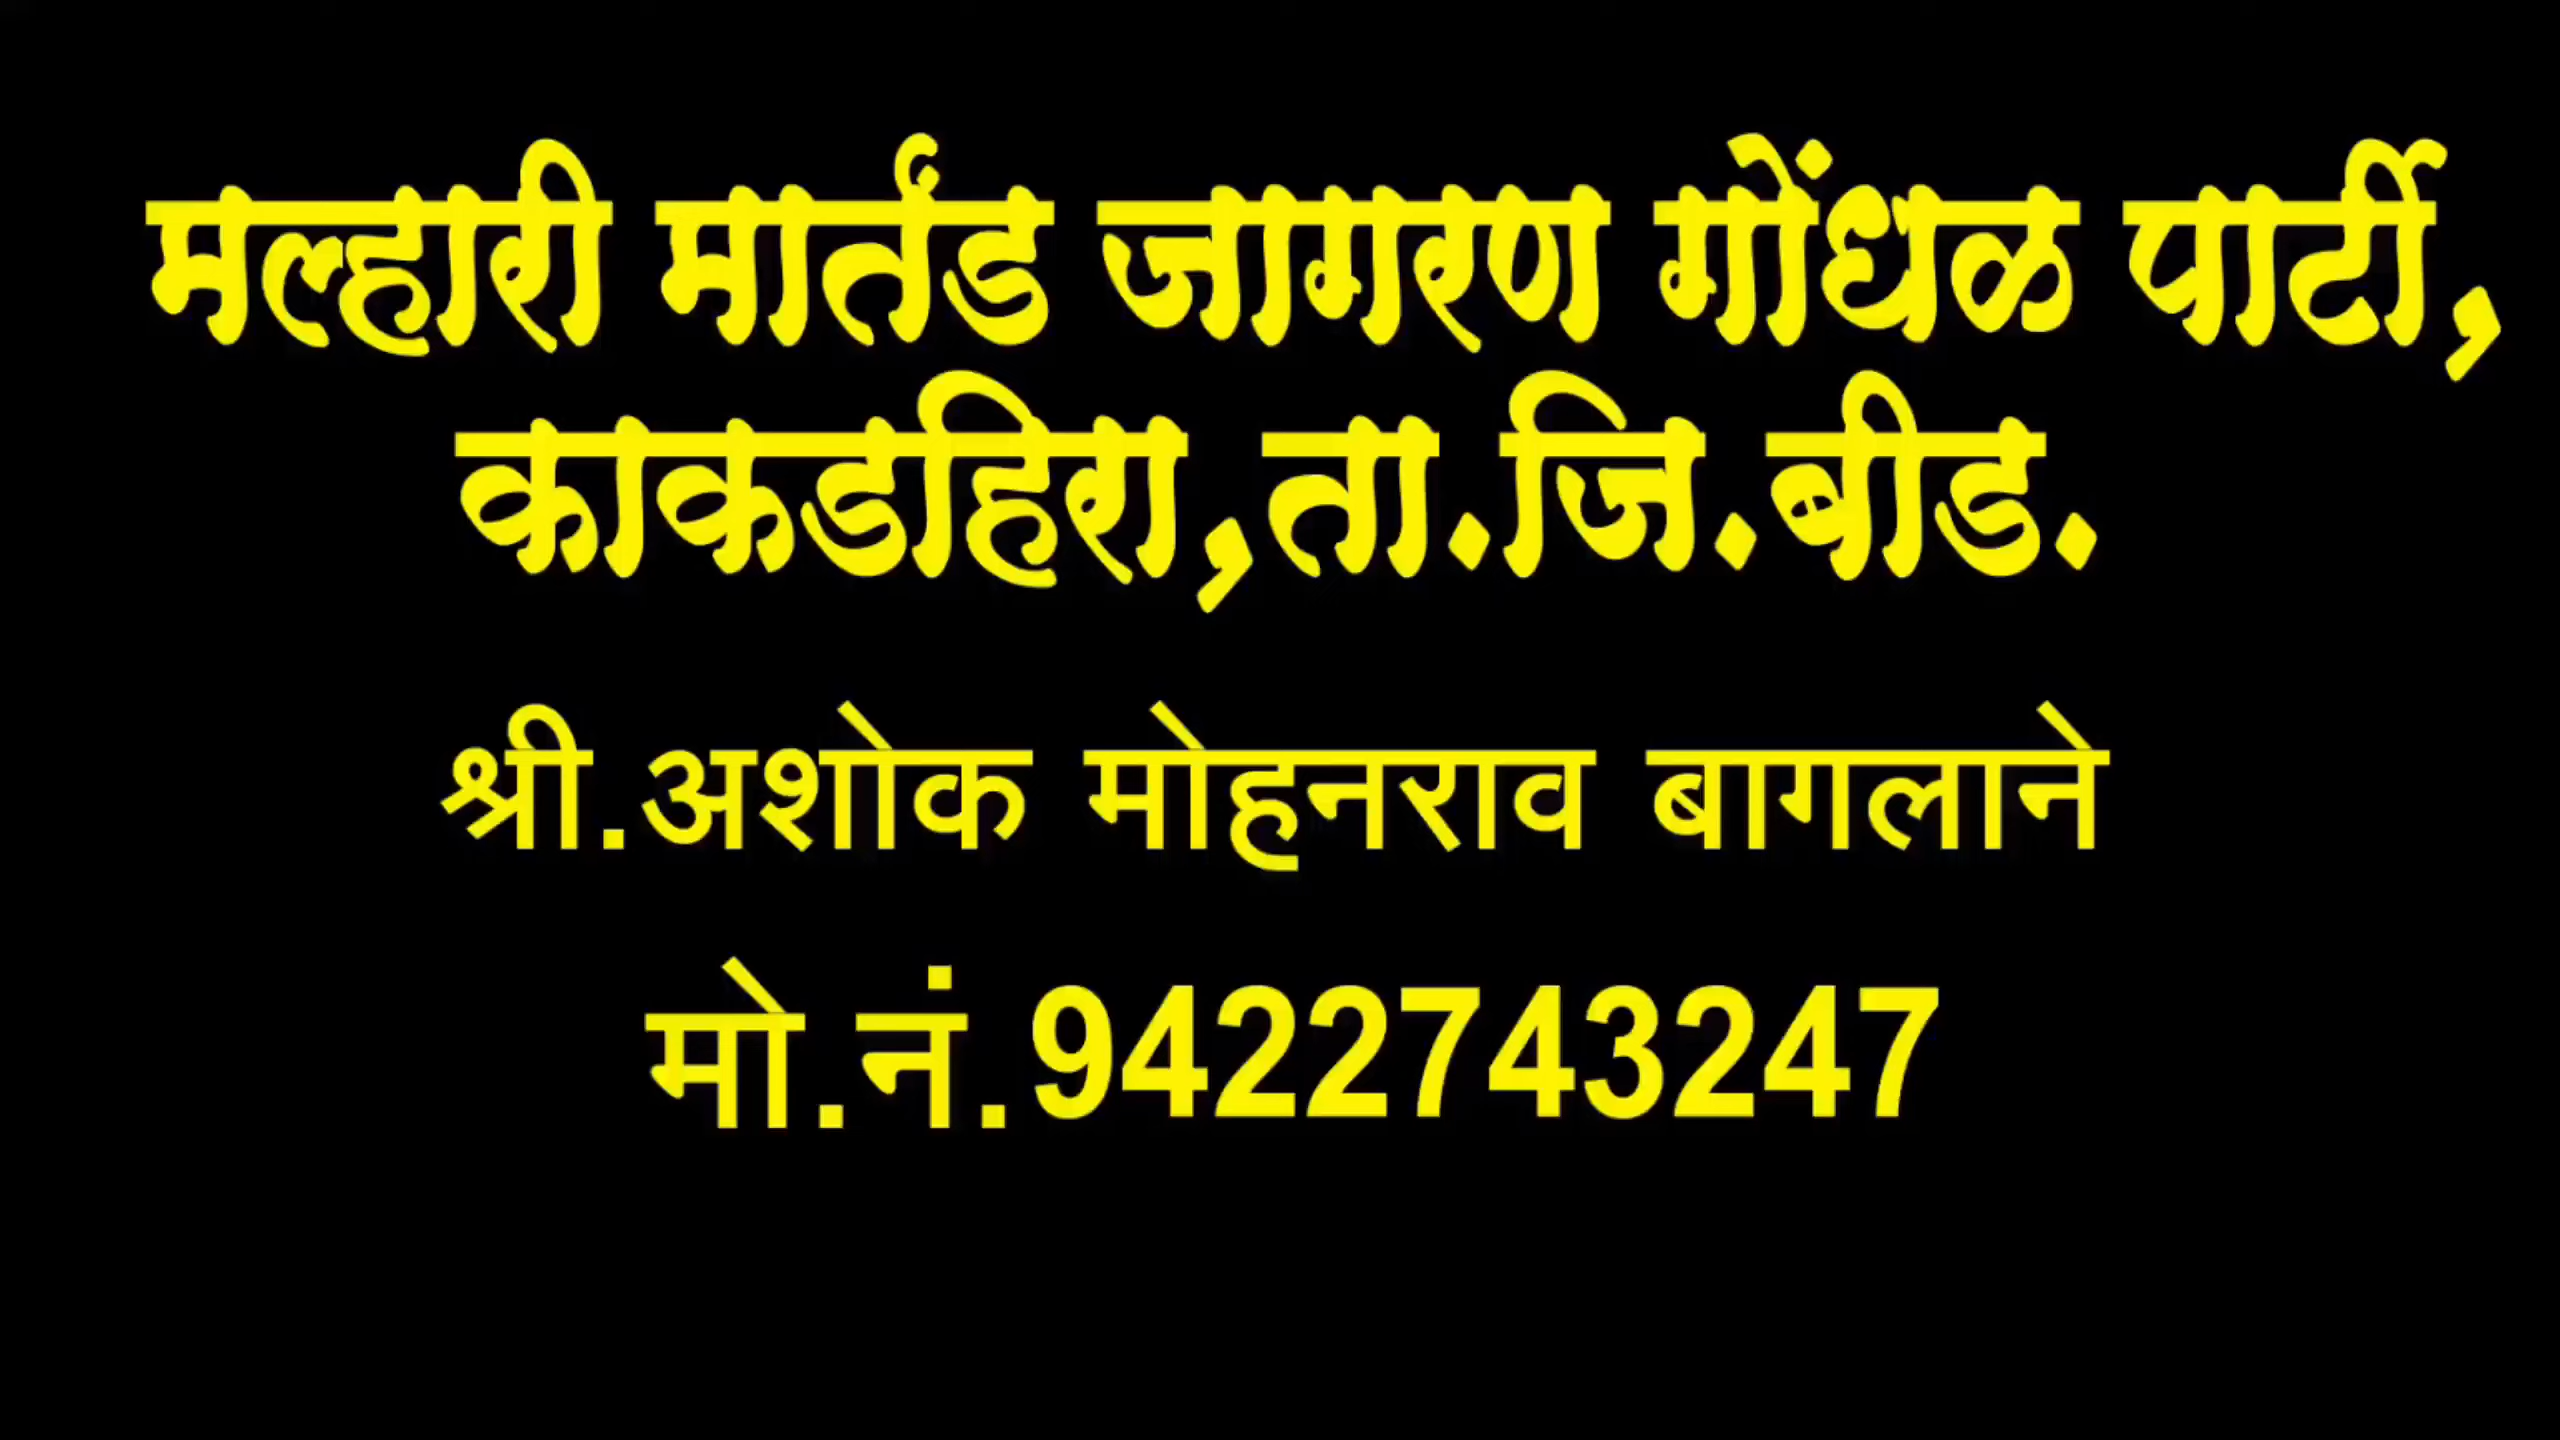 मल्हारी मार्तंड जागरण गोंधळ पार्टी,
काकडहिरा,ता.जि.बीड.
श्री.अशोक मोहनराव बागलाने
मो.नं.9422743247